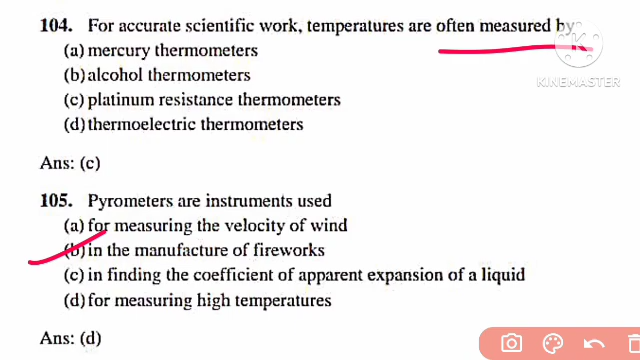 104. For accurate scientific work, temperatures are often measured by
(a) mercury thermometers
(b) alcohol thermometers
(c) platinum resistance thermometers
(d) thermoelectric thermometers
Ans: (c)
KINEMASTER
105. Pyrometers are instruments used
(a) for measuring the velocity of wind
(b) in the manufacture of fireworks
(c) in finding the coefficient of apparent expansion of a liquid
(d) for measuring high temperatures
Ans: (d)